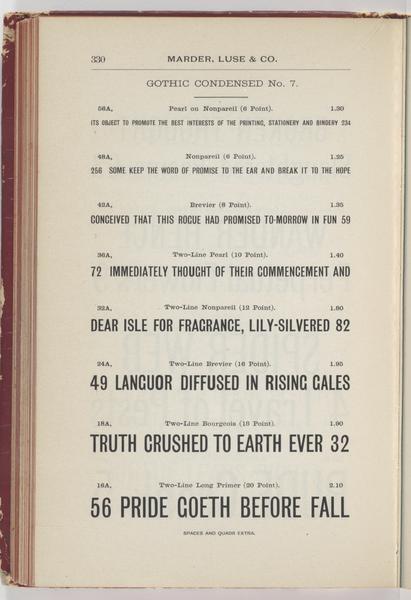 330 MARDER, LUSE & CO.
GOTHIC CONDENSED No. 7.
56A, Pearl on Nonpareil (6 Point). 1.30
ITS OBJECT TO PROMOTE THE BEST INTERESTS OF THE PRINTING, STATIONERY AND BINDERY 234
48A, Nonpareil (6 Point). 1.25
256 SOME KEEP THE WORD OF PROMISE TO THE EAR AND BREAK IT TO THE HOPE
42A, Brevier (8 Point). 1.35
CONCEIVED THAT THIS ROGUE HAD PROMISED TO-MORROW IN FUN 59
36A, Two-Line Pearl (10 Point). 1.40
72 IMMEDIATELY THOUGHT OF THEIR COMMENCEMENT AND
32A, Two-Line Nonpareil (12 Point). 1.80
DEAR ISLE FOR FRAGRANCE, LILY-SILVERED 82
24A, Two-Line Brevier (16 Point). 1.95
49 LANGUOR DIFFUSED IN RISING GALES
18A, Two-Line Bourgeois (18 Point). 1.90
TRUTH CRUSHED TO EARTH EVER 32
16A, Two-Line Long Primer (20 Point). 2.10
56 PRIDE GOETH BEFORE FALL
SPACES AND QUADS EXTRA.